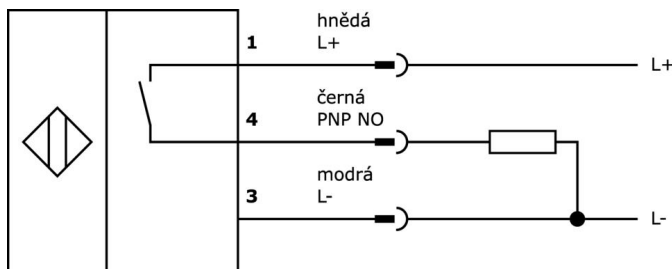 hnědá
1 L+
L+
černá
4 PNP NO
modrá
3 L-
L-